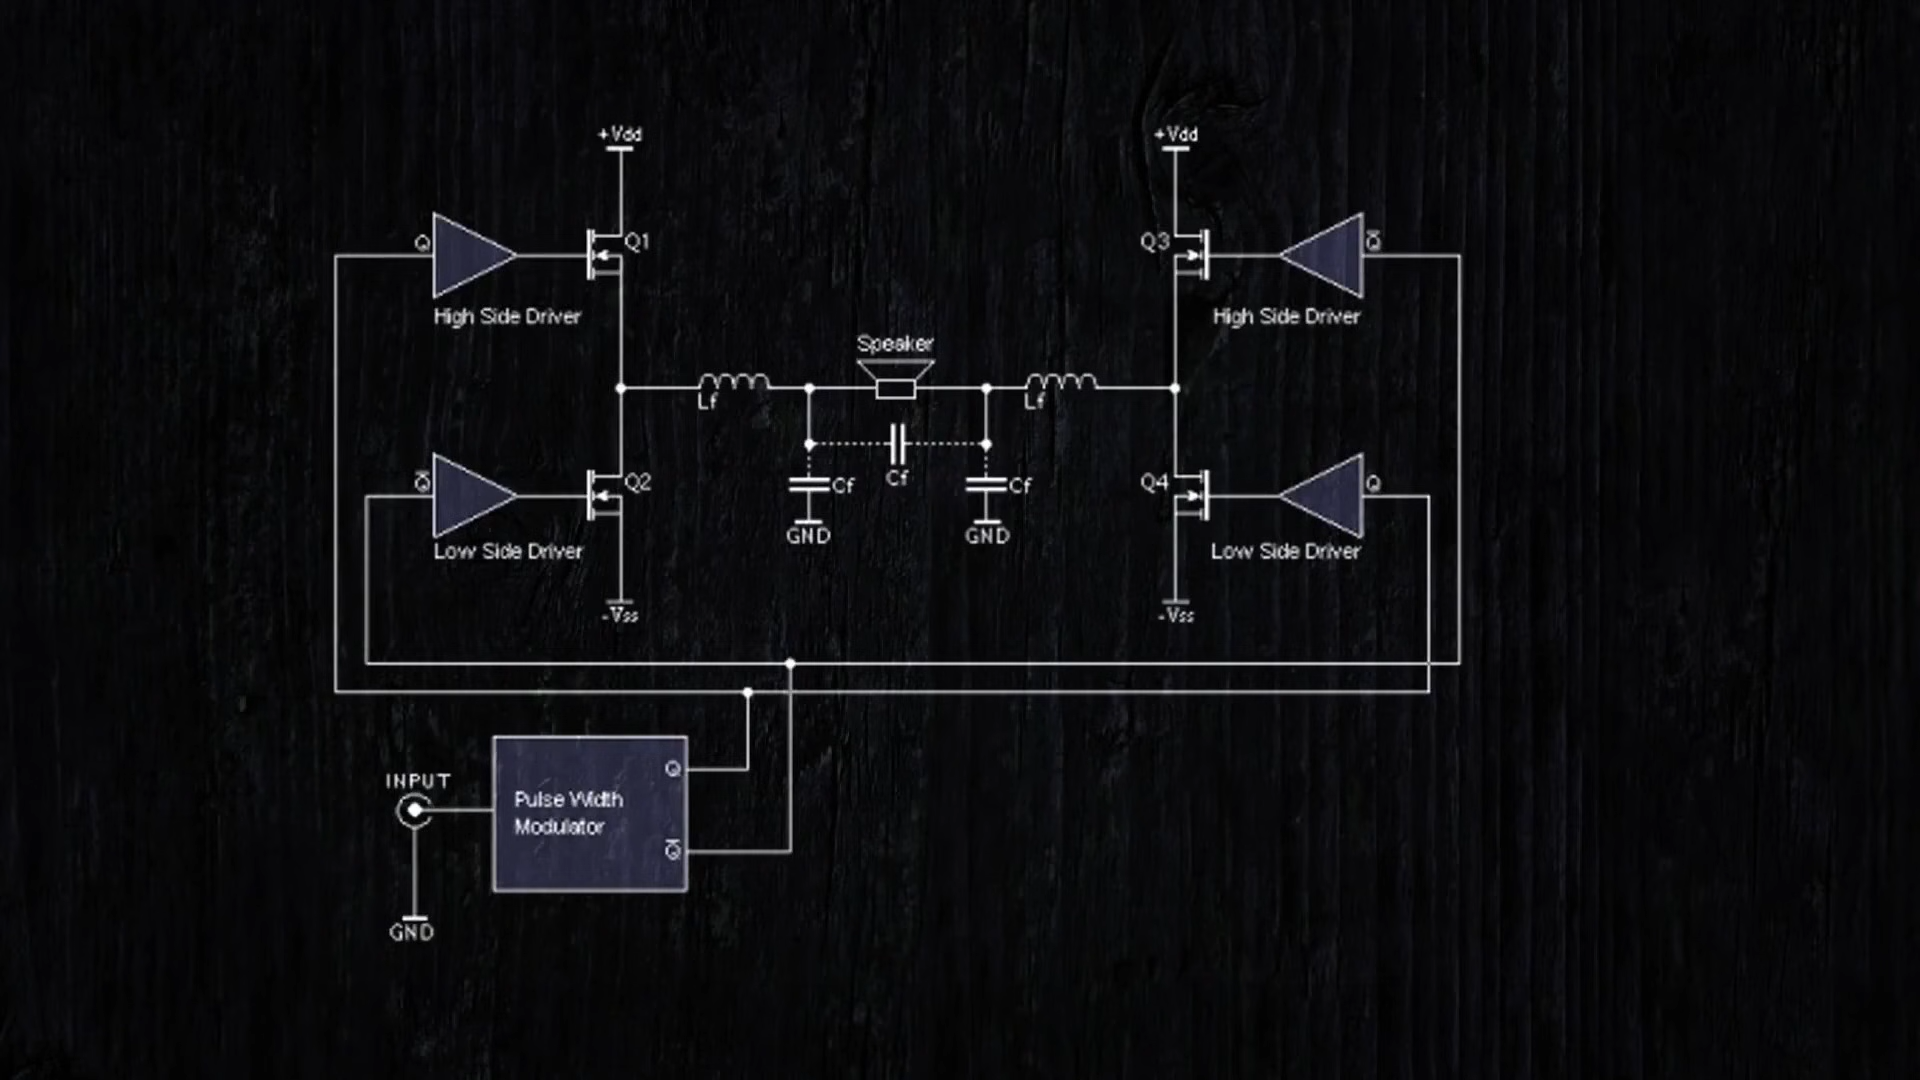 +Vdd
+Vdd
Q
Q1
Q3
Q̅
High Side Driver
High Side Driver
Speaker
Lf
Lf
Q̅
Q2
Cf
Cf
Cf
Q4
Q
GND
GND
Low Side Driver
Low Side Driver
-Vss
-Vss
INPUT
Q
Pulse Width
Modulator
Q̅
GND